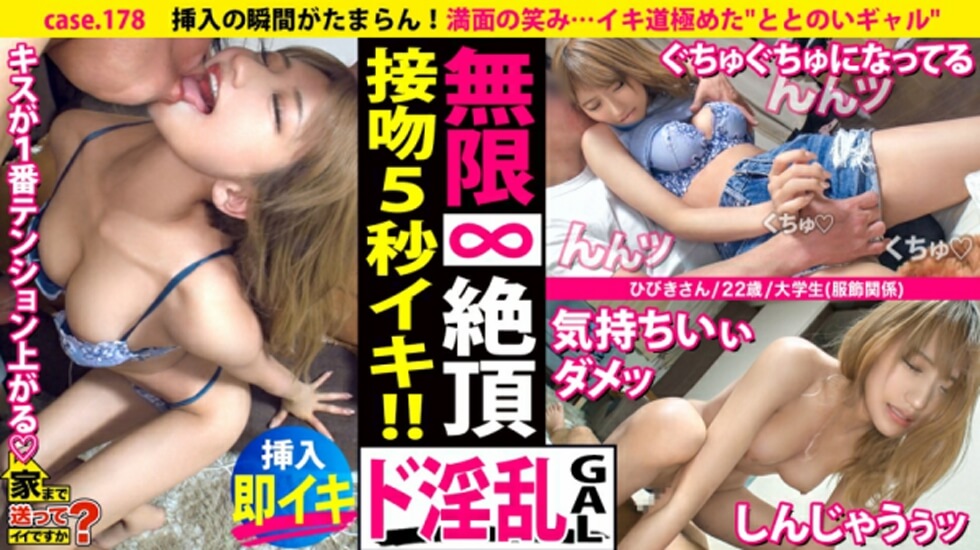 case.178 挿入の瞬間がたまらん！満面の笑み…イキ道極めた"ととのいギャル"
キスが1番テンション上がる♡
無限∞絶頂
接吻5秒イキ!!
ド淫乱GAL
挿入
即イキ
家まで
送って
イイですか
?
ぐちゅぐちゅになってる
んんッ
んんッ
くちゅ♡
くちゅ♡
ひびきさん/22歳/大学生(服飾関係)
気持ちいぃ
ダメッ
しんじゃうぅッ